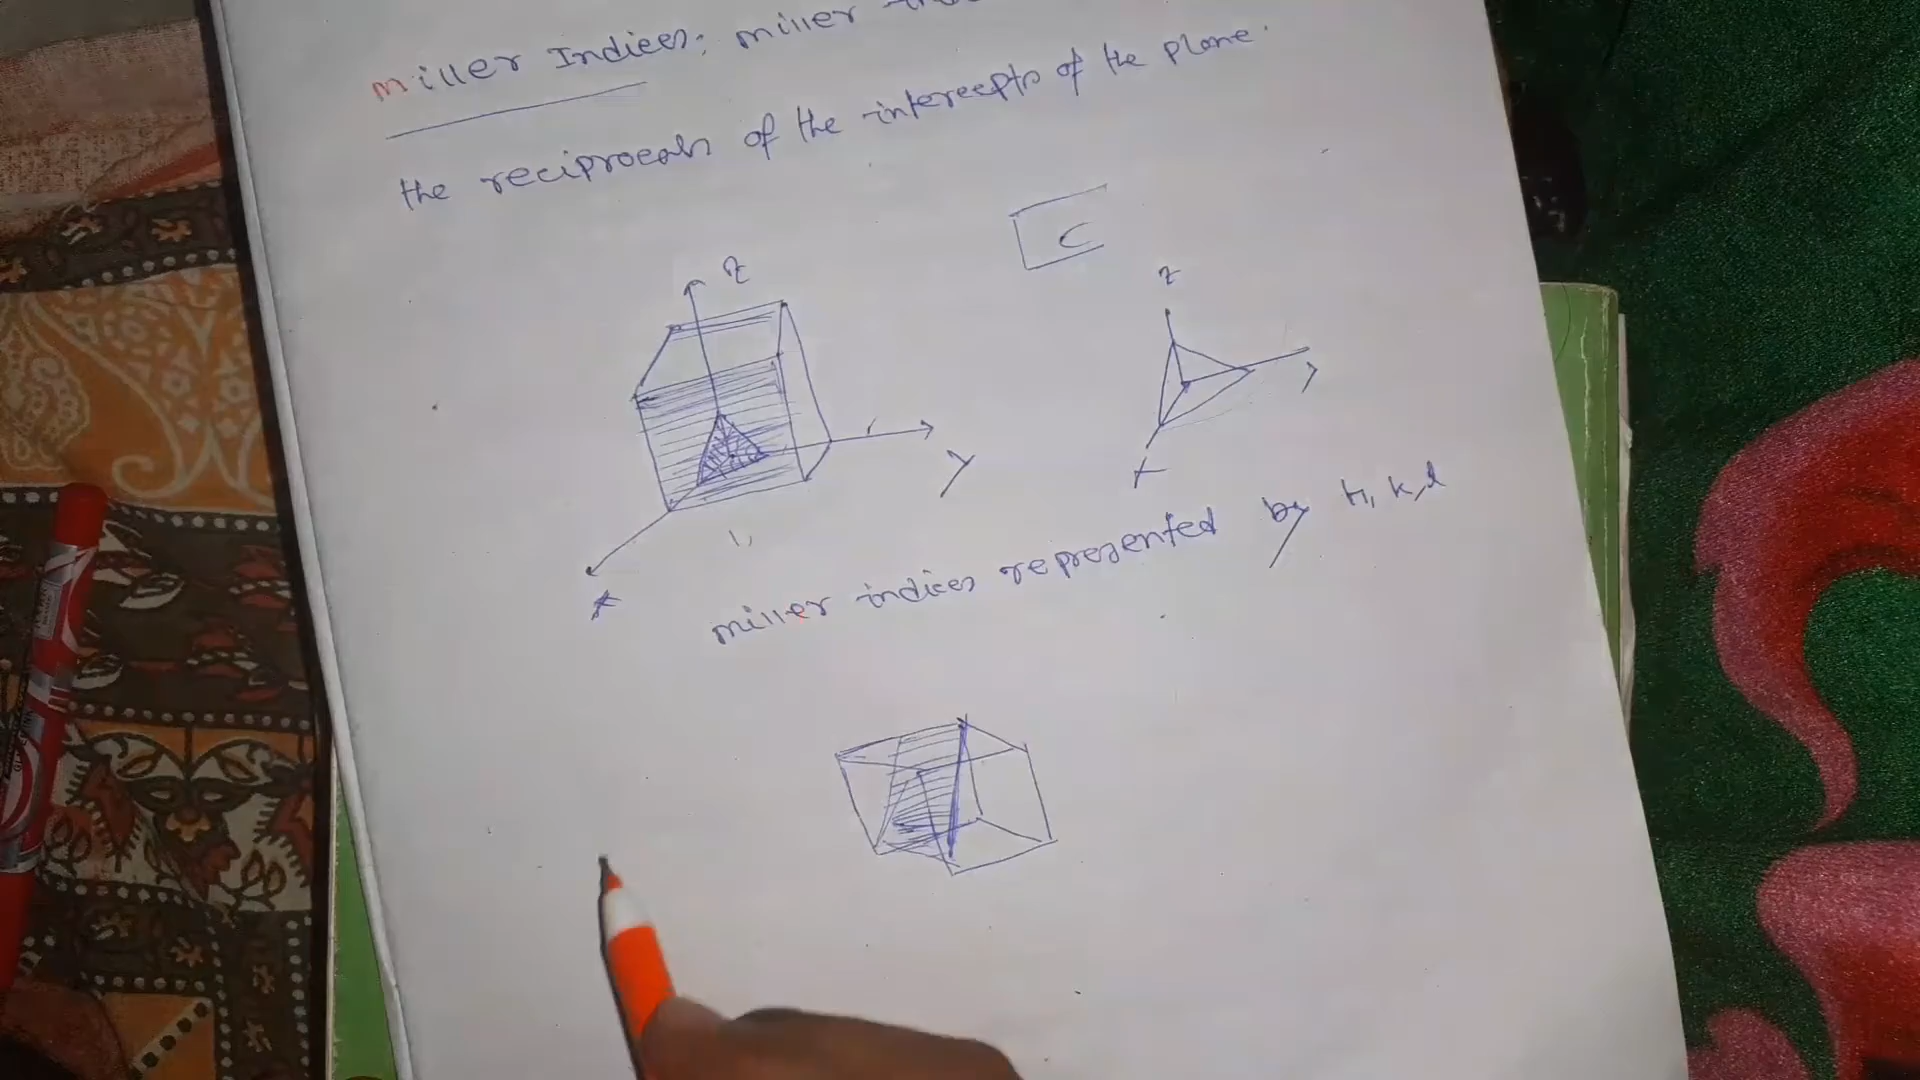 Miller Indices: miller
the reciprocals of the intercepts of the plane.
C
z
z
y
y
x
x
miller indices represented by h, k, l